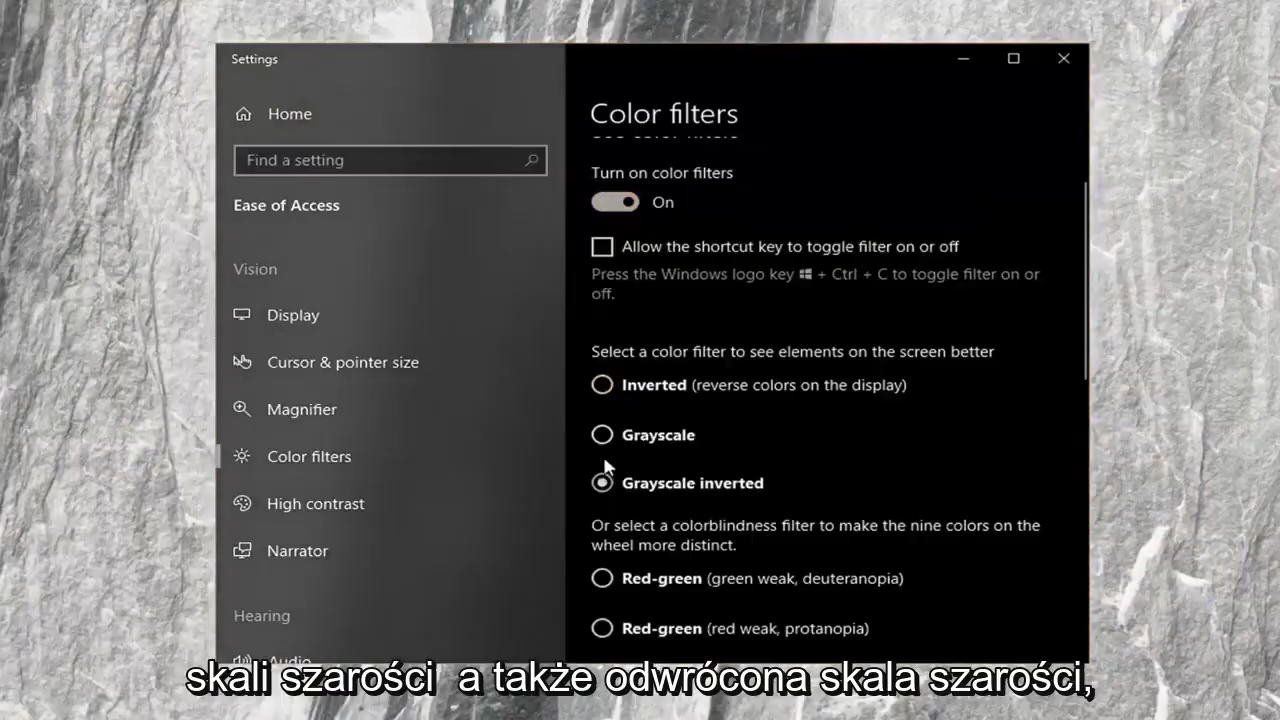 Settings
Home
Find a setting
Ease of Access
Vision
Display
Cursor & pointer size
Magnifier
Color filters
High contrast
Narrator
Hearing
Audio
Color filters
Turn on color filters
On
Allow the shortcut key to toggle filter on or off
Press the Windows logo key + Ctrl + C to toggle filter on or
off.
Select a color filter to see elements on the screen better
Inverted (reverse colors on the display)
Grayscale
Grayscale inverted
Or select a colorblindness filter to make the nine colors on the
wheel more distinct.
Red-green (green weak, deuteranopia)
Red-green (red weak, protanopia)
skali szarości a także odwrócona skala szarości,